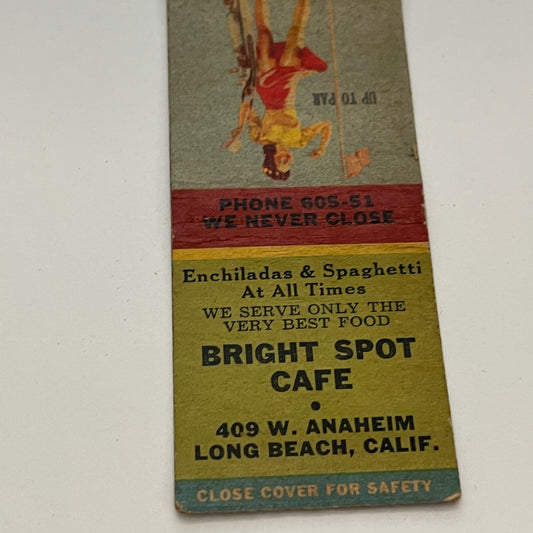 UP TO PAR
PHONE 605-51
WE NEVER CLOSE
Enchiladas & Spaghetti
At All Times
WE SERVE ONLY THE
VERY BEST FOOD
BRIGHT SPOT
CAFE
•
409 W. ANAHEIM
LONG BEACH, CALIF.
CLOSE COVER FOR SAFETY